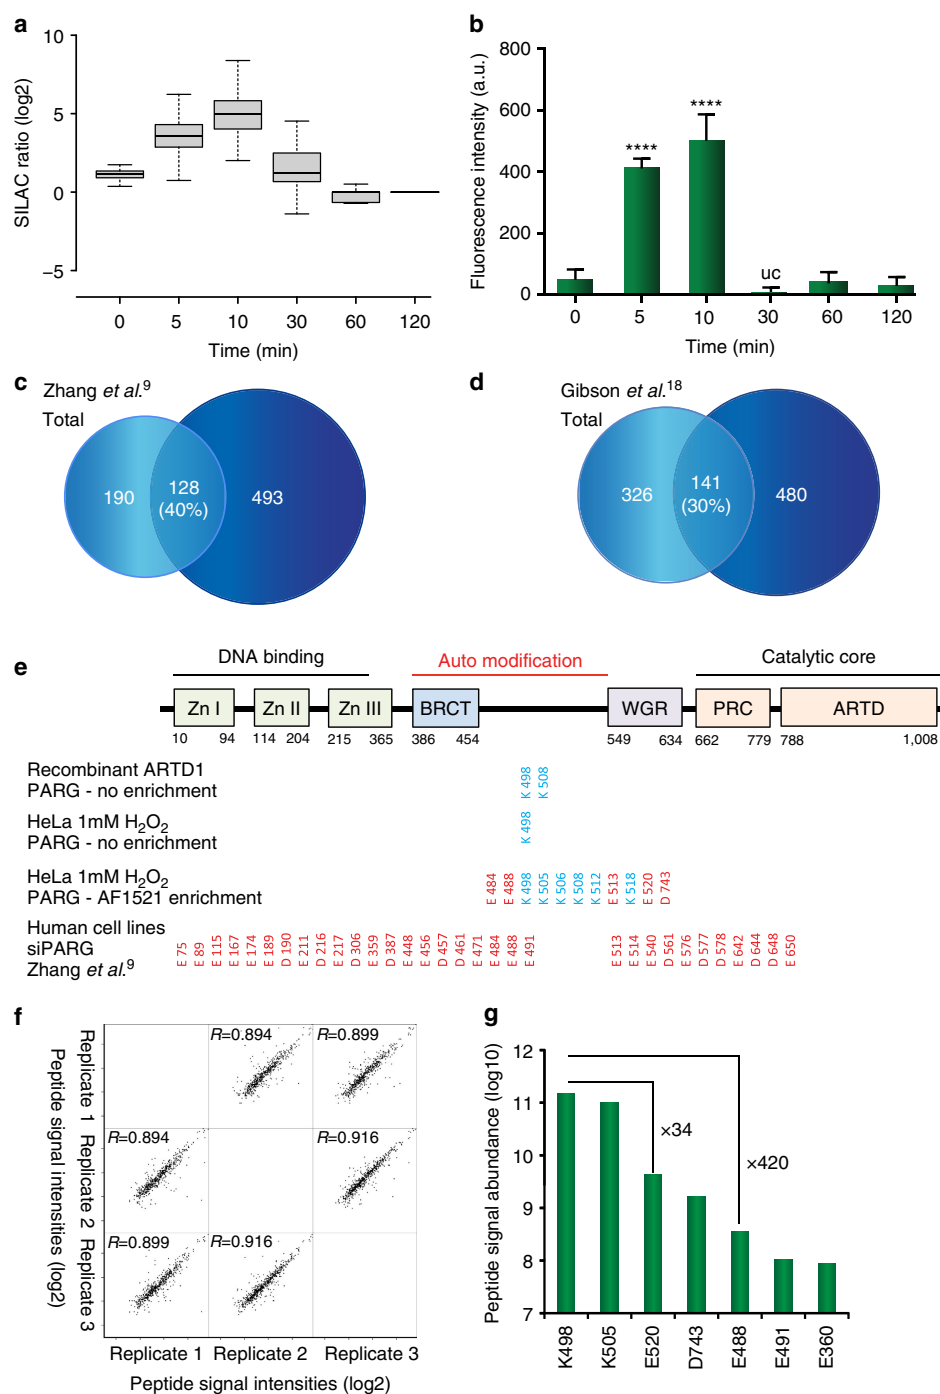 a
10
5
0
−5
SILAC ratio (log2)
0 5 10 30 60 120
Time (min)
b
800
600
400
200
0
Fluorescence intensity (a.u.)
****
****
uc
0 5 10 30 60 120
Time (min)
c
Zhang et al.9
Total
190
128
(40%)
493
d
Gibson et al.18
Total
326
141
(30%)
480
e
DNA binding
Auto modification
Catalytic core
Zn I
Zn II
Zn III
BRCT
WGR
PRC
ARTD
10 94 114 204 215 365 386 454 549 634 662 779 788 1,008
Recombinant ARTD1
PARG - no enrichment
K 498
K 508
HeLa 1mM H2O2
PARG - no enrichment
K 498
HeLa 1mM H2O2
PARG - AF1521 enrichment
E 484
E 488
K 498
K 505
K 506
K 508
K 512
E 513
K 518
E 520
D 743
Human cell lines
siPARG
Zhang et al.9
E 75
E 89
E 115
E 167
E 174
E 189
D 190
E 211
D 216
E 217
D 306
E 359
D 387
E 448
E 456
D 457
D 461
E 471
E 484
E 488
E 491
E 513
E 514
E 540
D 561
E 576
D 577
D 578
E 642
D 644
D 648
E 650
f
Peptide signal intensities (log2)
Replicate 1
Replicate 2
Replicate 3
R=0.894
R=0.899
R=0.894
R=0.916
R=0.899
R=0.916
Replicate 1 Replicate 2 Replicate 3
Peptide signal intensities (log2)
g
12
11
10
9
8
7
Peptide signal abundance (log10)
×34
×420
K498
K505
E520
D743
E488
E491
E360